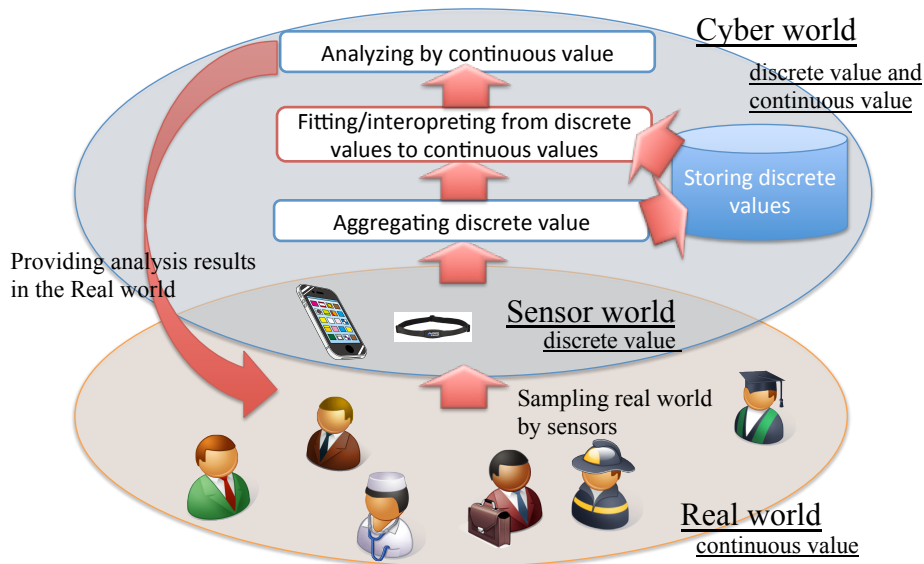 Cyber world
discrete value and
continuous value
Analyzing by continuous value
Fitting/interopreting from discrete
values to continuous values
Storing discrete
values
Aggregating discrete value
Providing analysis results
in the Real world
Sensor world
discrete value
Sampling real world
by sensors
Real world
continuous value